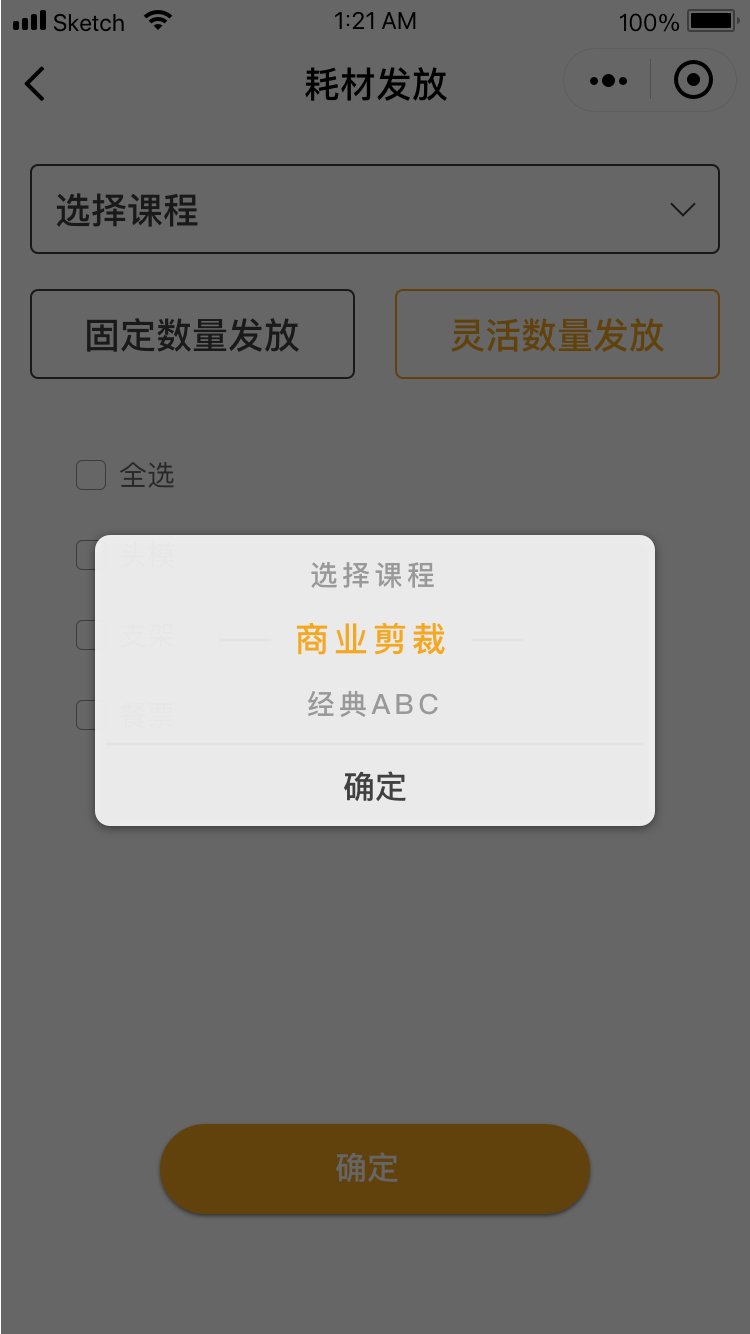 Sketch 1:21 AM 100%
耗材发放
选择课程
固定数量发放 灵活数量发放
全选
头模
支架
餐票
选择课程
商业剪裁
经典ABC
确定
确定